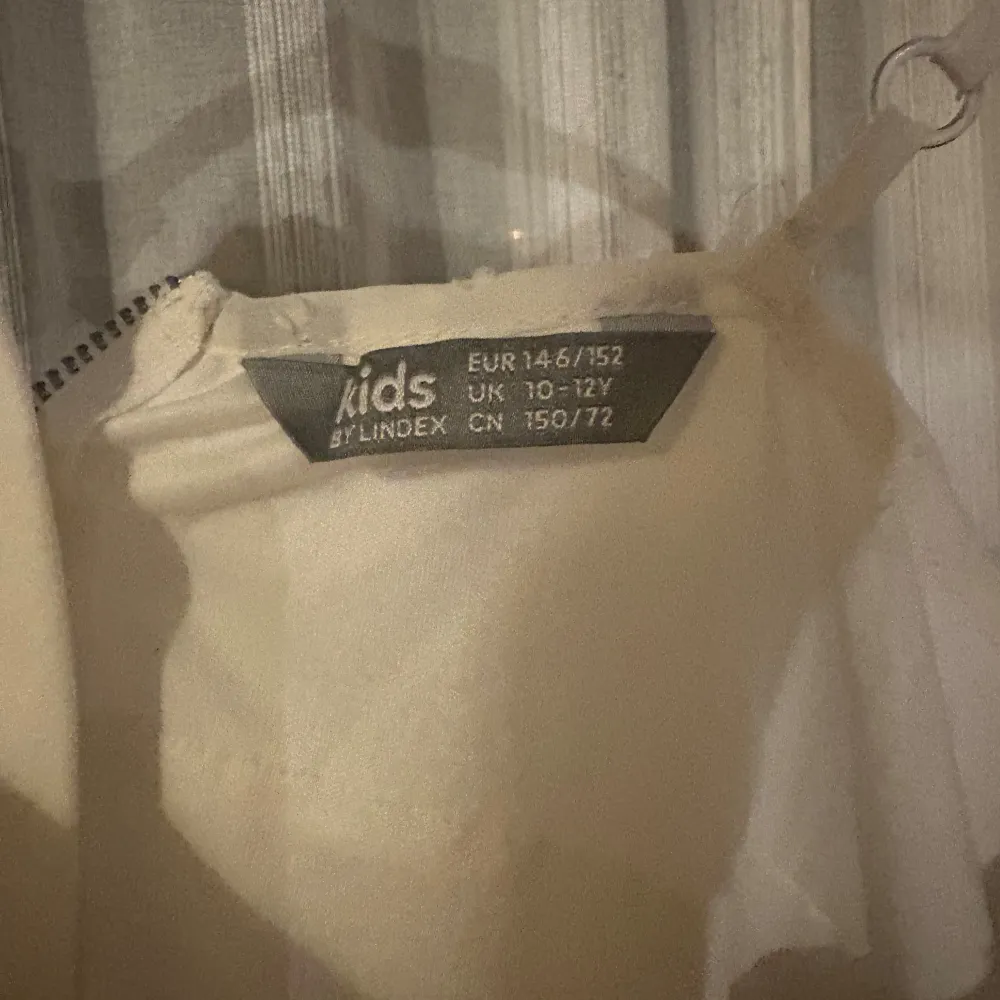 kids
BY LINDEX
EUR 146/152
UK 10-12Y
CN 150/72